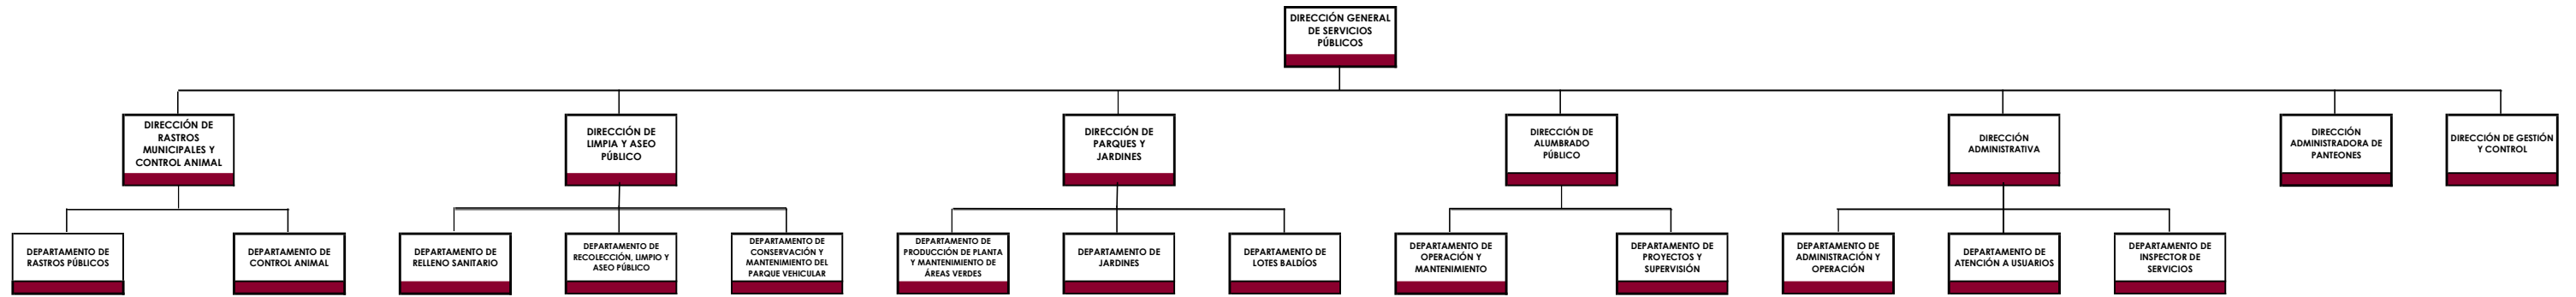 DIRECCIÓN GENERAL
DE SERVICIOS
PÚBLICOS
DIRECCIÓN DE
RASTROS
MUNICIPALES Y
CONTROL ANIMAL
DIRECCIÓN DE
LIMPIA Y ASEO
PÚBLICO
DIRECCIÓN DE
PARQUES Y
JARDINES
DIRECCIÓN DE
ALUMBRADO
PÚBLICO
DIRECCIÓN
ADMINISTRATIVA
DIRECCIÓN
ADMINISTRADORA DE
PANTEONES
DIRECCIÓN DE GESTIÓN
Y CONTROL
DEPARTAMENTO DE
RASTROS PÚBLICOS
DEPARTAMENTO DE
CONTROL ANIMAL
DEPARTAMENTO DE
RELLENO SANITARIO
DEPARTAMENTO DE
RECOLECCIÓN, LIMPIO Y
ASEO PÚBLICO
DEPARTAMENTO DE
CONSERVACIÓN Y
MANTENIMIENTO DEL
PARQUE VEHICULAR
DEPARTAMENTO DE
PRODUCCIÓN DE PLANTA
Y MANTENIMIENTO DE
ÁREAS VERDES
DEPARTAMENTO DE
JARDINES
DEPARTAMENTO DE
LOTES BALDÍOS
DEPARTAMENTO DE
OPERACIÓN Y
MANTENIMIENTO
DEPARTAMENTO DE
PROYECTOS Y
SUPERVISIÓN
DEPARTAMENTO DE
ADMINISTRACIÓN Y
OPERACIÓN
DEPARTAMENTO DE
ATENCIÓN A USUARIOS
DEPARTAMENTO DE
INSPECTOR DE
SERVICIOS